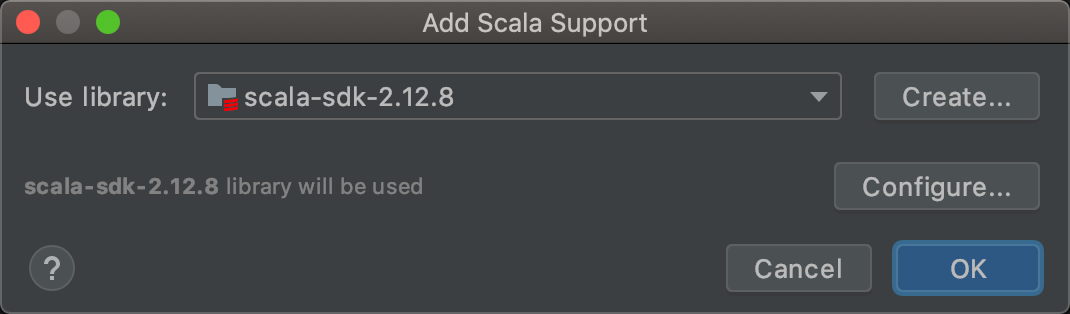 Add Scala Support
Use library: scala-sdk-2.12.8 Create...
scala-sdk-2.12.8 library will be used Configure...
? Cancel OK